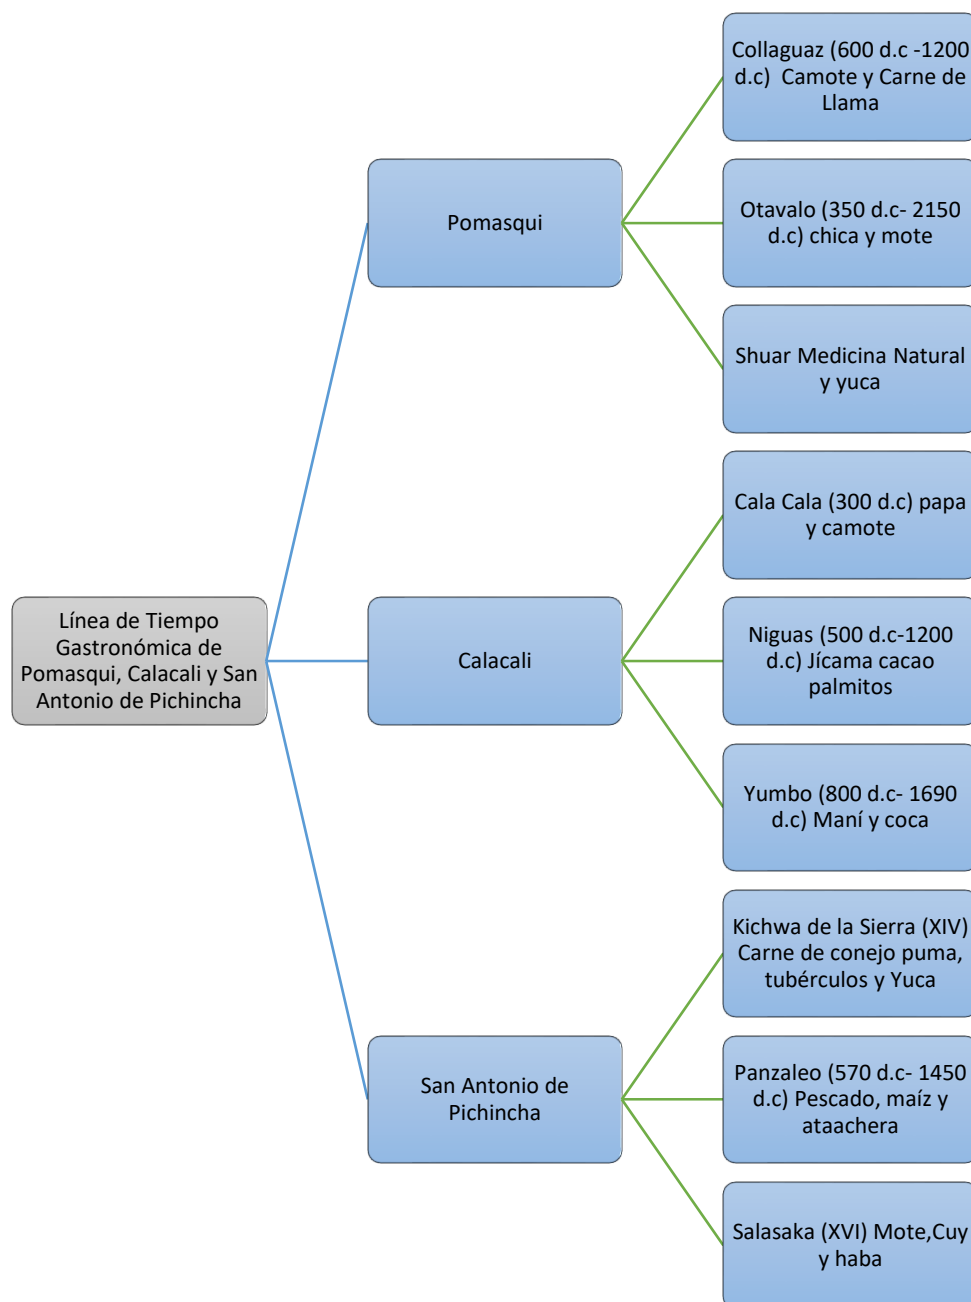 Collaguaz (600 d.c -1200
d.c)  Camote y Carne de
Llama
Pomasqui
Otavalo (350 d.c- 2150
d.c) chica y mote
Shuar Medicina Natural
y yuca
Línea de Tiempo
Gastronómica de
Pomasqui, Calacali y San
Antonio de Pichincha
Calacali
Cala Cala (300 d.c) papa
y camote
Niguas (500 d.c-1200
d.c) Jícama cacao
palmitos
Yumbo (800 d.c- 1690
d.c) Maní y coca
San Antonio de
Pichincha
Kichwa de la Sierra (XIV)
Carne de conejo puma,
tubérculos y Yuca
Panzaleo (570 d.c- 1450
d.c) Pescado, maíz y
ataachera
Salasaka (XVI) Mote,Cuy
y haba